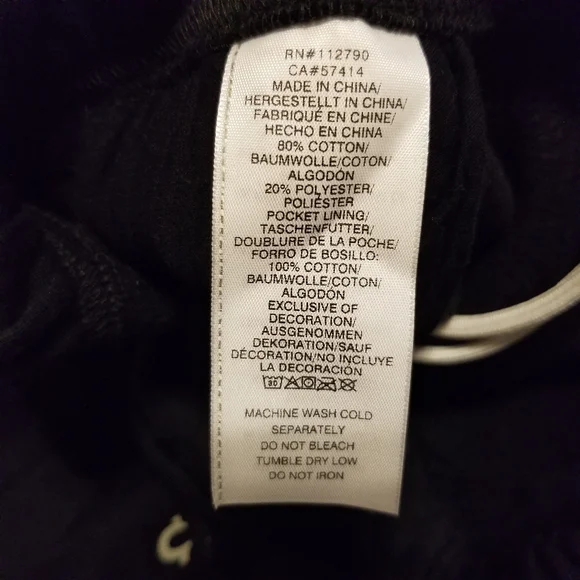 RN#112790
CA#57414
MADE IN CHINA/
HERGESTELLT IN CHINA/
FABRIQUÉ EN CHINE/
HECHO EN CHINA
80% COTTON/
BAUMWOLLE/COTON/
ALGODÓN
20% POLYESTER/
POLIÉSTER
POCKET LINING/
TASCHENFUTTER/
DOUBLURE DE LA POCHE/
FORRO DE BOSILLO:
100% COTTON/
BAUMWOLLE/COTON/
ALGODÓN
EXCLUSIVE OF
DECORATION/
AUSGENOMMEN
DEKORATION/SAUF
DÉCORATION/NO INCLUYE
LA DECORACIÓN
30
MACHINE WASH COLD
SEPARATELY
DO NOT BLEACH
TUMBLE DRY LOW
DO NOT IRON